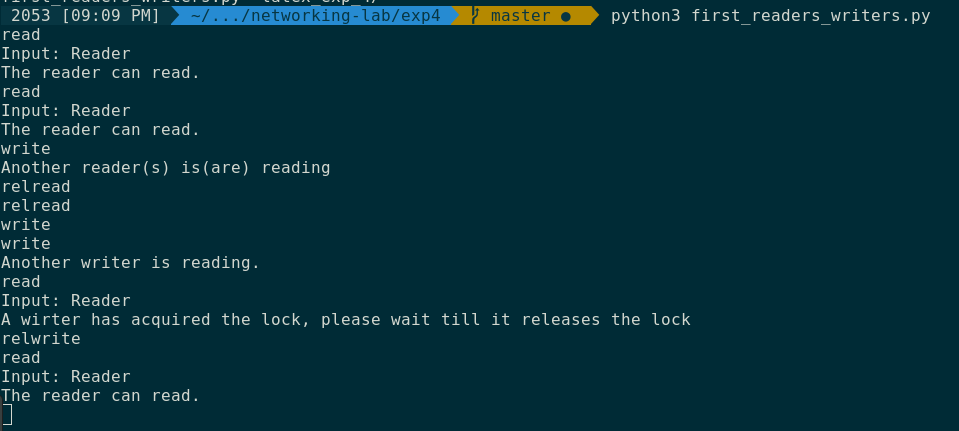 2053 [09:09 PM] ~/.../networking-lab/exp4 master ● python3 first_readers_writers.py
read
Input: Reader
The reader can read.
read
Input: Reader
The reader can read.
write
Another reader(s) is(are) reading
relread
relread
write
write
Another writer is reading.
read
Input: Reader
A wirter has acquired the lock, please wait till it releases the lock
relwrite
read
Input: Reader
The reader can read.